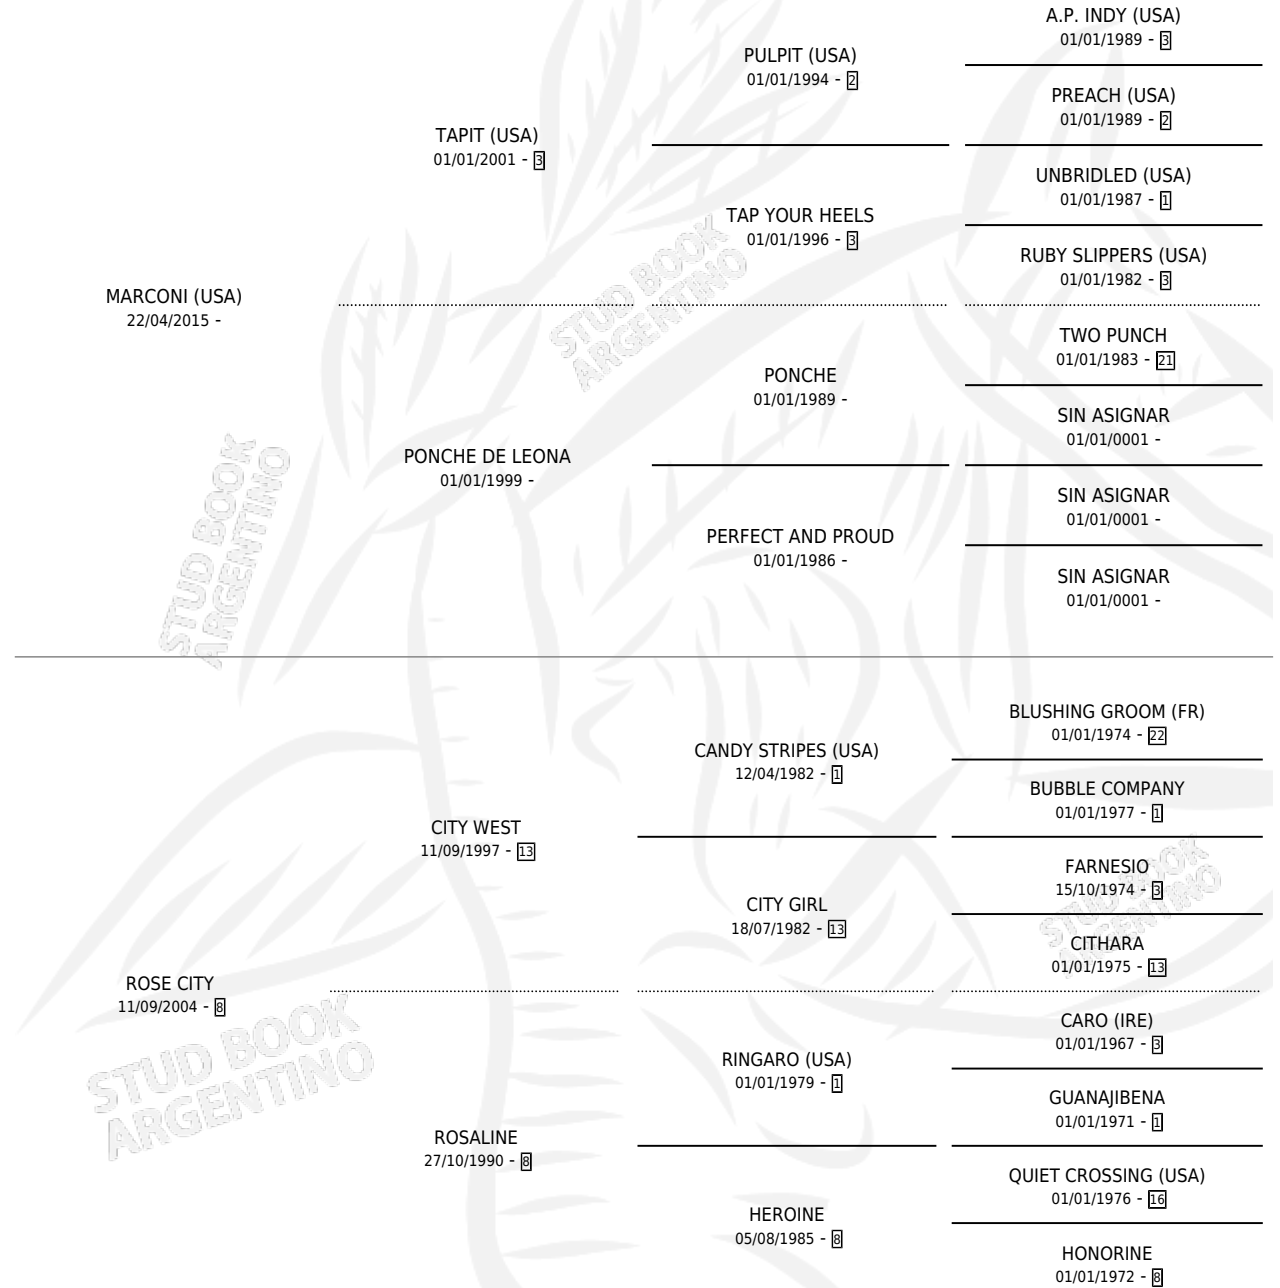 A.P. INDY (USA)
01/01/1989 - 3
PULPIT (USA)
01/01/1994 - 2
PREACH (USA)
01/01/1989 - 2
TAPIT (USA)
01/01/2001 - 3
UNBRIDLED (USA)
01/01/1987 - 1
TAP YOUR HEELS
01/01/1996 - 3
RUBY SLIPPERS (USA)
01/01/1982 - 3
MARCONI (USA)
22/04/2015 -
STUD BOOK
ARGENTINO
TWO PUNCH
01/01/1983 - 21
PONCHE
01/01/1989 -
SIN ASIGNAR
01/01/0001 -
PONCHE DE LEONA
01/01/1999 -
SIN ASIGNAR
01/01/0001 -
PERFECT AND PROUD
01/01/1986 -
SIN ASIGNAR
01/01/0001 -
STUD BOOK
ARGENTINO
BLUSHING GROOM (FR)
01/01/1974 - 22
CANDY STRIPES (USA)
12/04/1982 - 1
BUBBLE COMPANY
01/01/1977 - 1
CITY WEST
11/09/1997 - 13
FARNESIO
15/10/1974 - 3
CITY GIRL
18/07/1982 - 13
CITHARA
01/01/1975 - 13
STUD BOOK
ARGENTINO
ROSE CITY
11/09/2004 - 8
CARO (IRE)
01/01/1967 - 3
RINGARO (USA)
01/01/1979 - 1
GUANAJIBENA
01/01/1971 - 1
STUD BOOK
ARGENTINO
ROSALINE
27/10/1990 - 8
QUIET CROSSING (USA)
01/01/1976 - 16
HEROINE
05/08/1985 - 8
HONORINE
01/01/1972 - 8